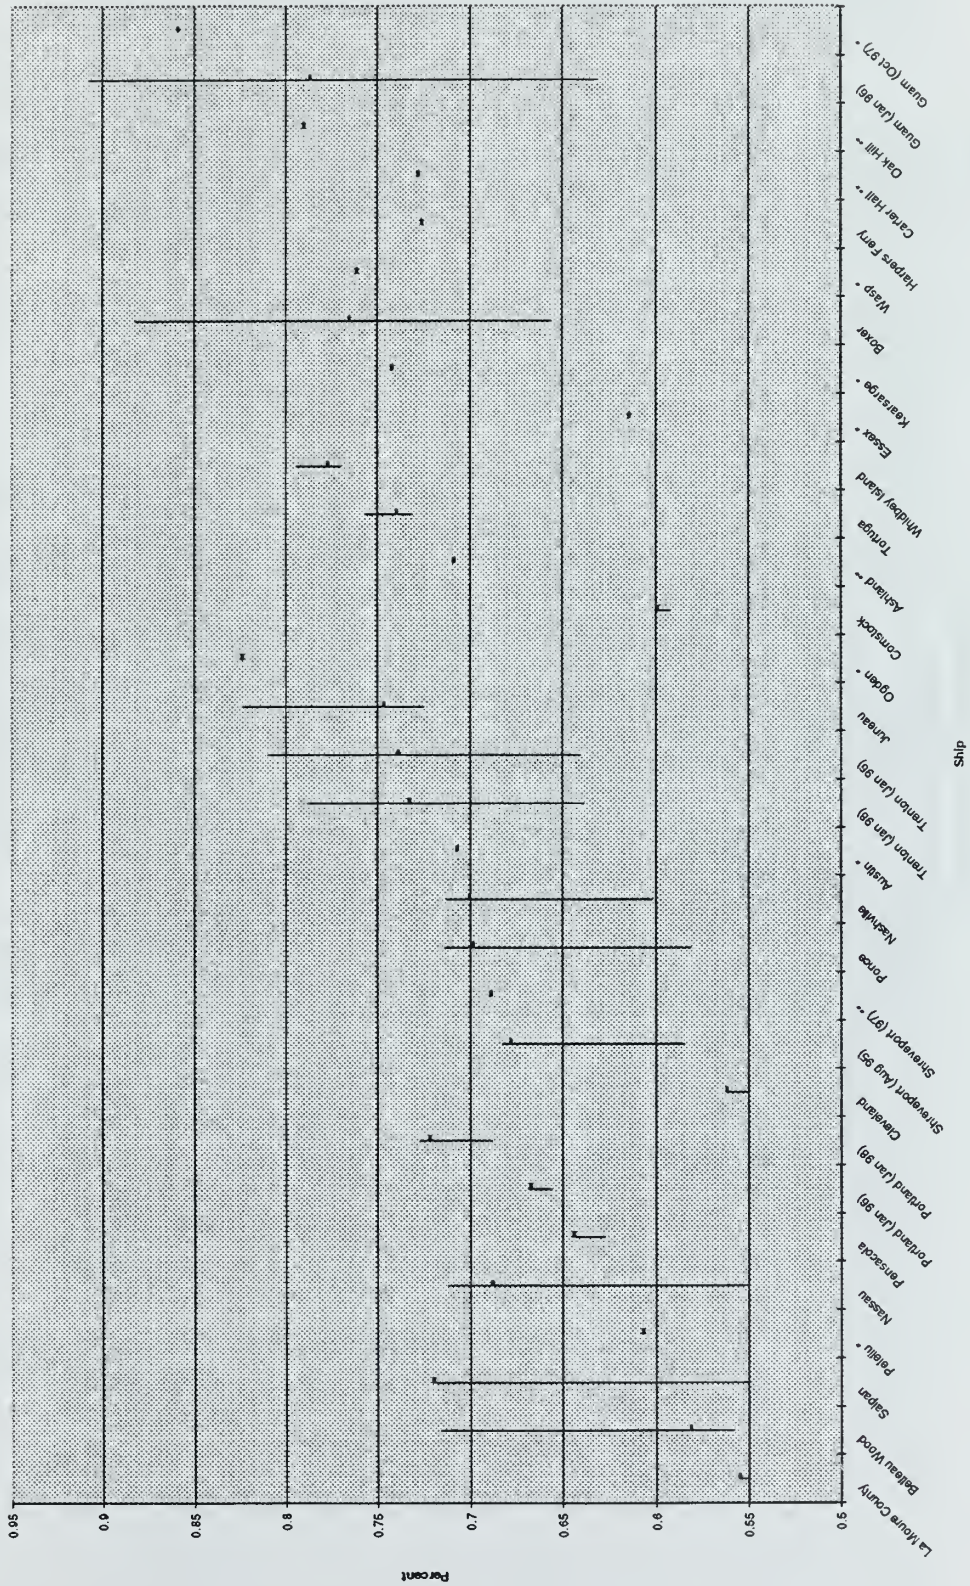 Percent
0.95
0.9
0.85
0.8
0.75
0.7
0.65
0.6
0.55
0.5
La Moure County
Belleau Wood
Saipan
Peleliu *
Nassau
Pensacola
Portland (Jan 96)
Portland (Jan 98)
Cleveland
Shreveport (Aug 95)
Shreveport (97) **
Ponce
Nashville
Austin *
Trenton (Jan 98)
Trenton (Jan 96)
Juneau
Ogden *
Comstock
Ashland **
Tortuga
Whidbey Island
Essex *
Kearsarge *
Boxer
Wasp *
Harpers Ferry
Carter Hall **
Oak Hill **
Guam (Jan 96)
Guam (Oct 97) *
Ship